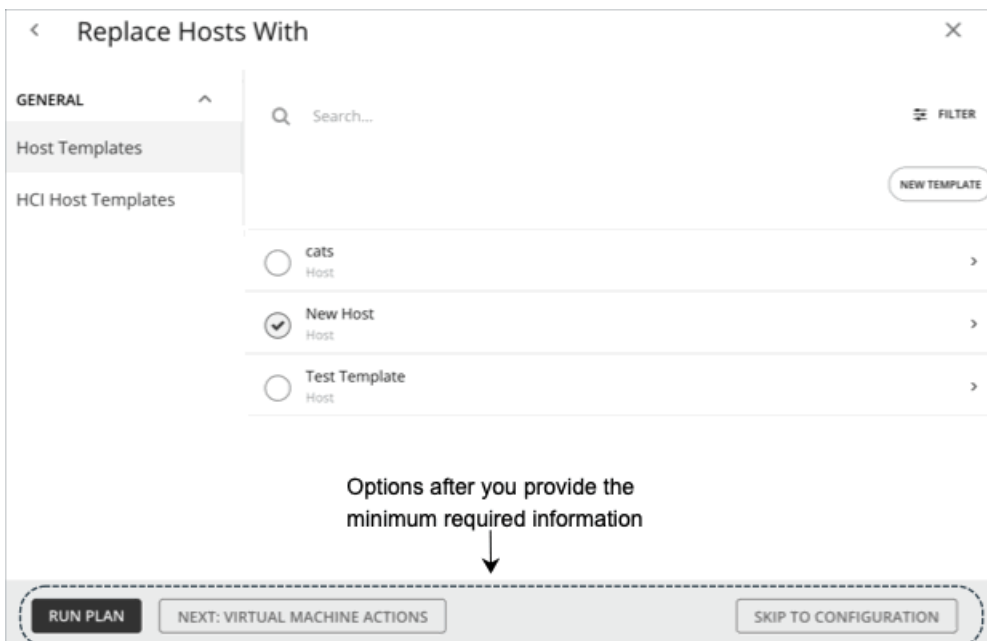 Replace Hosts With
GENERAL
Host Templates
HCI Host Templates
Search...
FILTER
NEW TEMPLATE
cats
Host
New Host
Host
Test Template
Host
Options after you provide the
minimum required information
RUN PLAN
NEXT: VIRTUAL MACHINE ACTIONS
SKIP TO CONFIGURATION